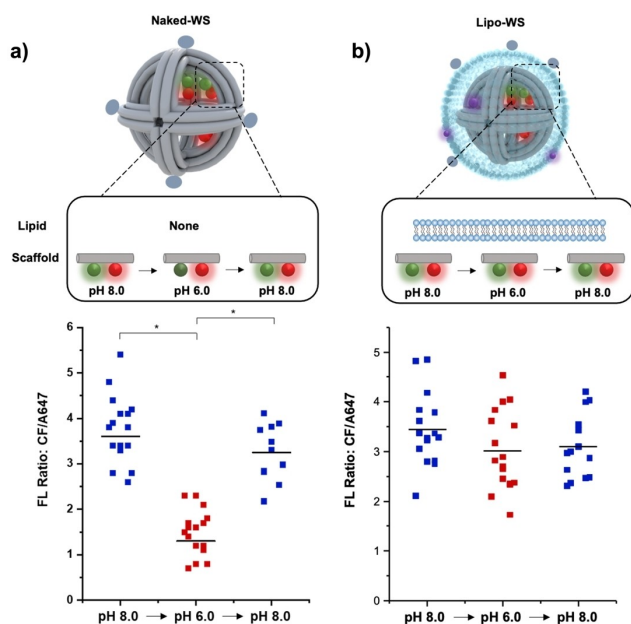 Naked-WS
a)
Lipid None
Scaffold
pH 8.0 pH 6.0 pH 8.0
*
*
6
5
4
3
2
1
0
FL Ratio: CF/A647
pH 8.0 → pH 6.0 → pH 8.0
Lipo-WS
b)
pH 8.0 pH 6.0 pH 8.0
5
4
3
2
1
0
FL Ratio: CF/A647
pH 8.0 → pH 6.0 → pH 8.0